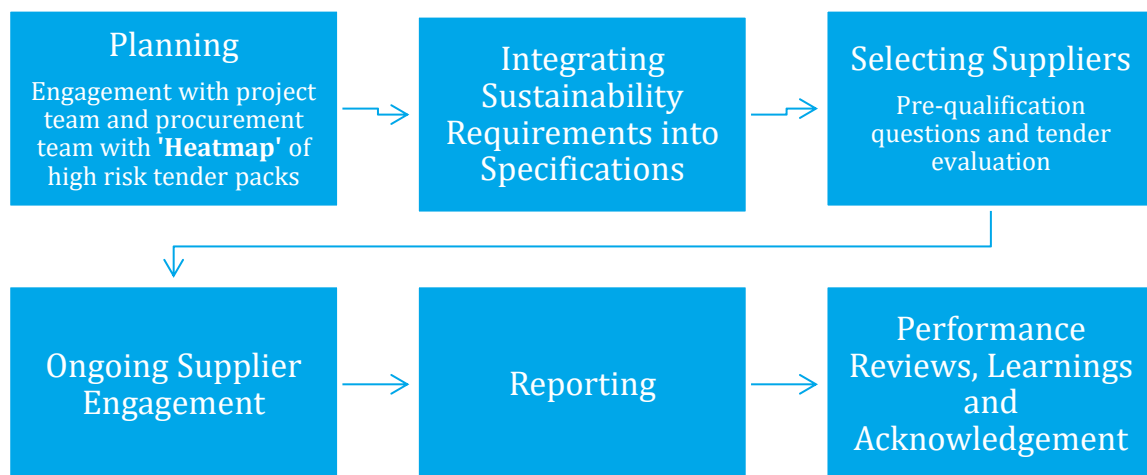 Planning
Engagement with project
team and procurement
team with 'Heatmap' of
high risk tender packs
Integrating
Sustainability
Requirements into
Specifications
Selecting Suppliers
Pre-qualification
questions and tender
evaluation
Ongoing Supplier
Engagement
Reporting
Performance
Reviews, Learnings
and
Acknowledgement